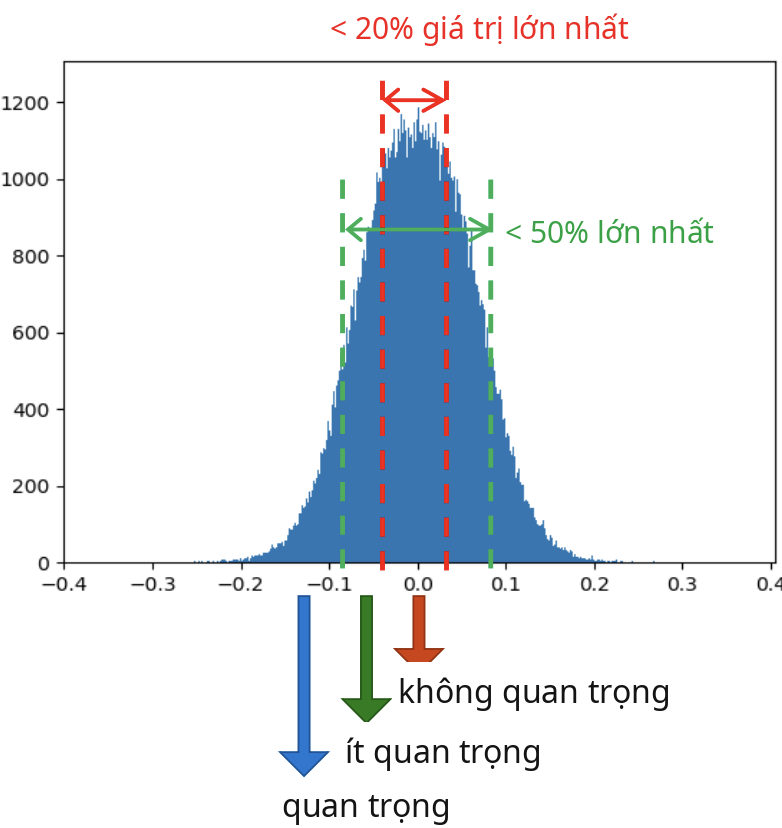 < 20% giá trị lớn nhất
1200
1000
800
< 50% lớn nhất
600
400
200
0
−0.4 −0.3 −0.2 −0.1 0.0 0.1 0.2 0.3 0.4
không quan trọng
ít quan trọng
quan trọng